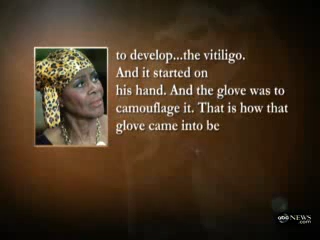 to develop...the vitiligo.
And it started on
his hand. And the glove was to
camouflage it. That is how that
glove came into be
abc NEWS
.com